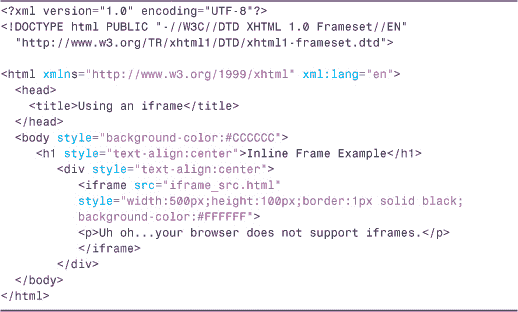 <?xml version="1.0" encoding="UTF-8"?>
<!DOCTYPE html PUBLIC "-//W3C//DTD XHTML 1.0 Frameset//EN"
"http://www.w3.org/TR/xhtml1/DTD/xhtml1-frameset.dtd">
<html xmlns="http://www.w3.org/1999/xhtml" xml:lang="en">
<head>
<title>Using an iframe</title>
</head>
<body style="background-color:#CCCCCC">
<h1 style="text-align:center">Inline Frame Example</h1>
<div style="text-align:center">
<iframe src="iframe_src.html"
style="width:500px;height:100px;border:1px solid black;
background-color:#FFFFFF">
<p>Uh oh...your browser does not support iframes.</p>
</iframe>
</div>
</body>
</html>